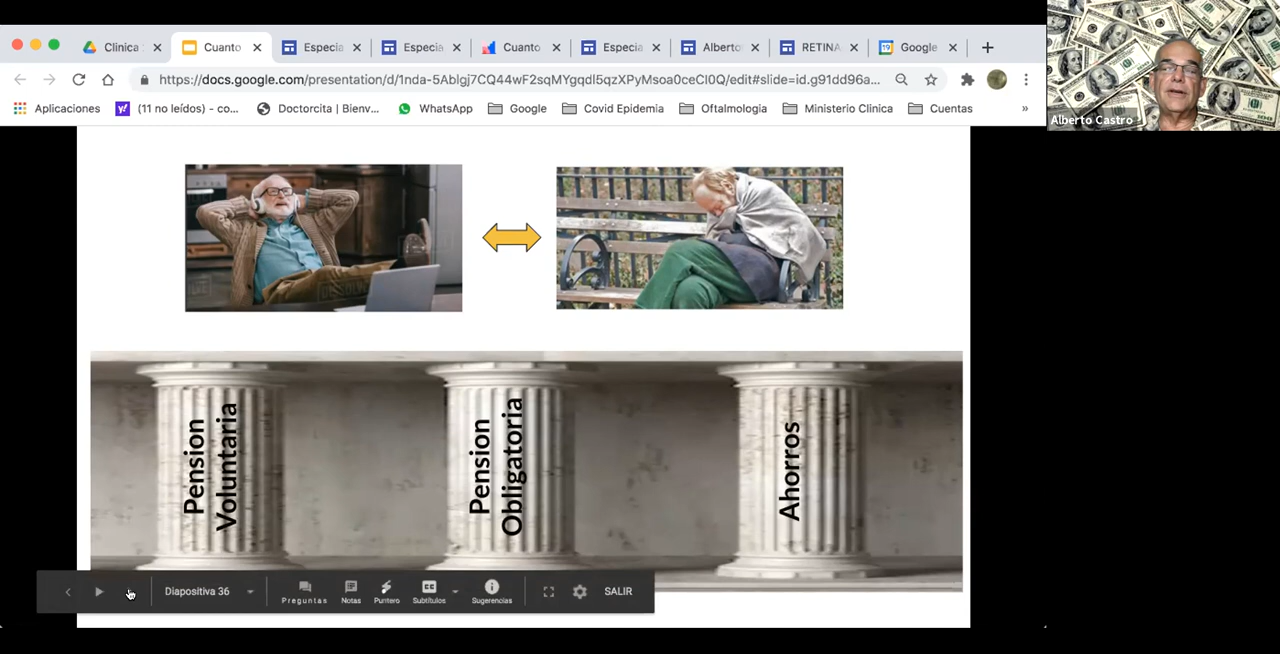 Clinica
Cuanto
Especia
Especia
Cuanto
Especia
Alberto
RETINA
Google
https://docs.google.com/presentation/d/1nda-5Ablgj7CQ44wF2sqMYgqdl5qzXPyMsoa0ceCl0Q/edit#slide=id.g91dd96a...
Aplicaciones
(11 no leídos) - co...
Doctorcita | Bienv...
WhatsApp
Google
Covid Epidemia
Oftalmologia
Ministerio Clinica
Cuentas
»
Alberto Castro
Pension
Voluntaria
Pension
Obligatoria
Ahorros
Diapositiva 36
Preguntas
Notas
Puntero
Subtítulos
Sugerencias
SALIR